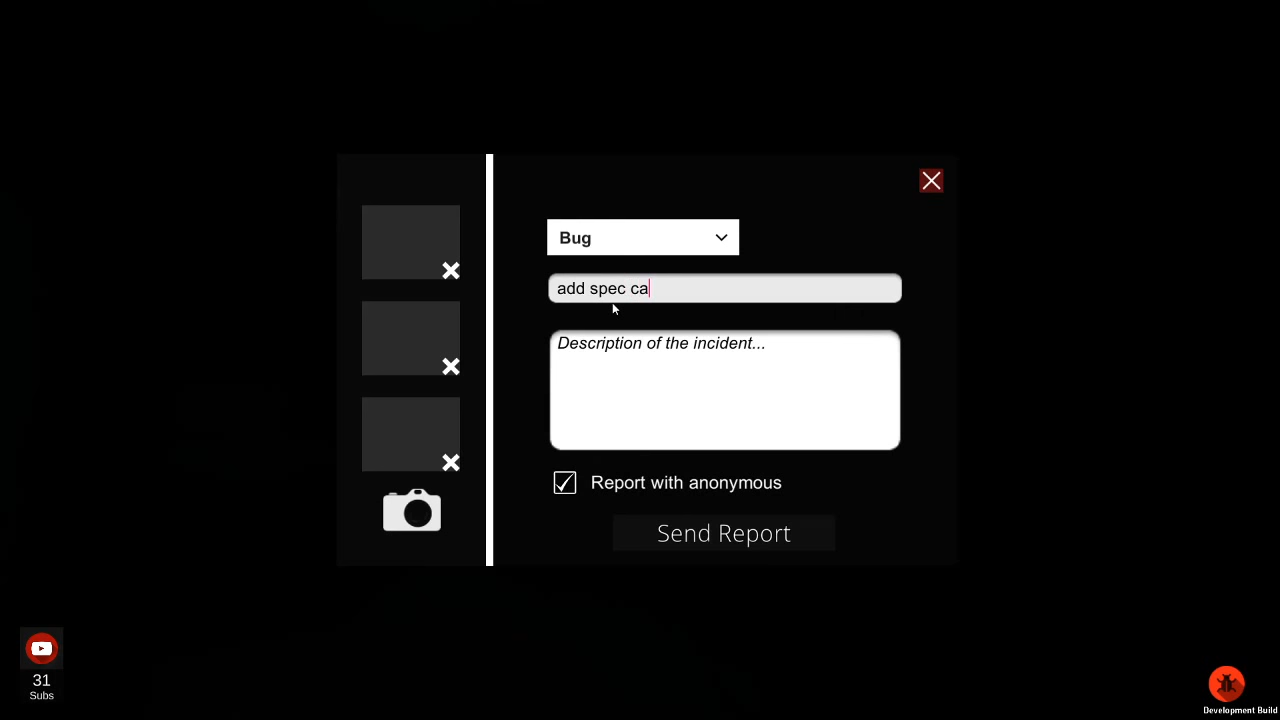 Bug
add spec ca
Description of the incident...
Report with anonymous
Send Report
31
Subs
Development Build